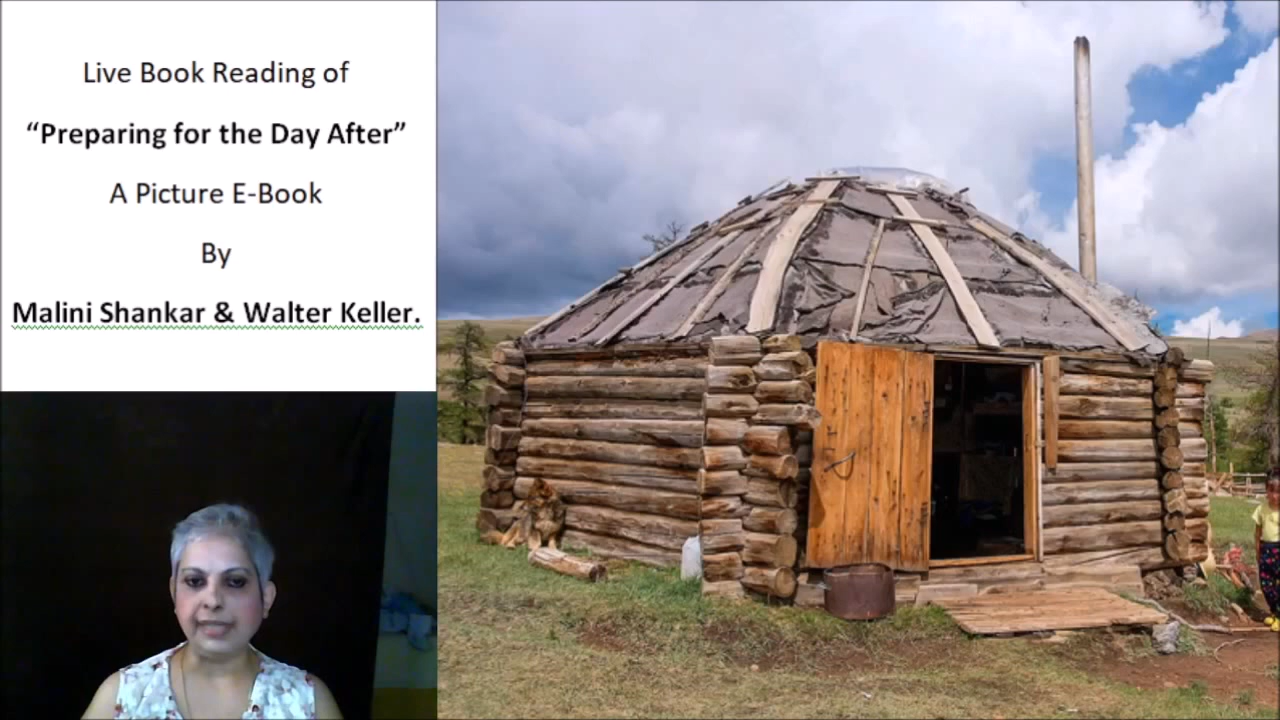 Live Book Reading of
“Preparing for the Day After”
A Picture E-Book
By
Malini Shankar & Walter Keller.